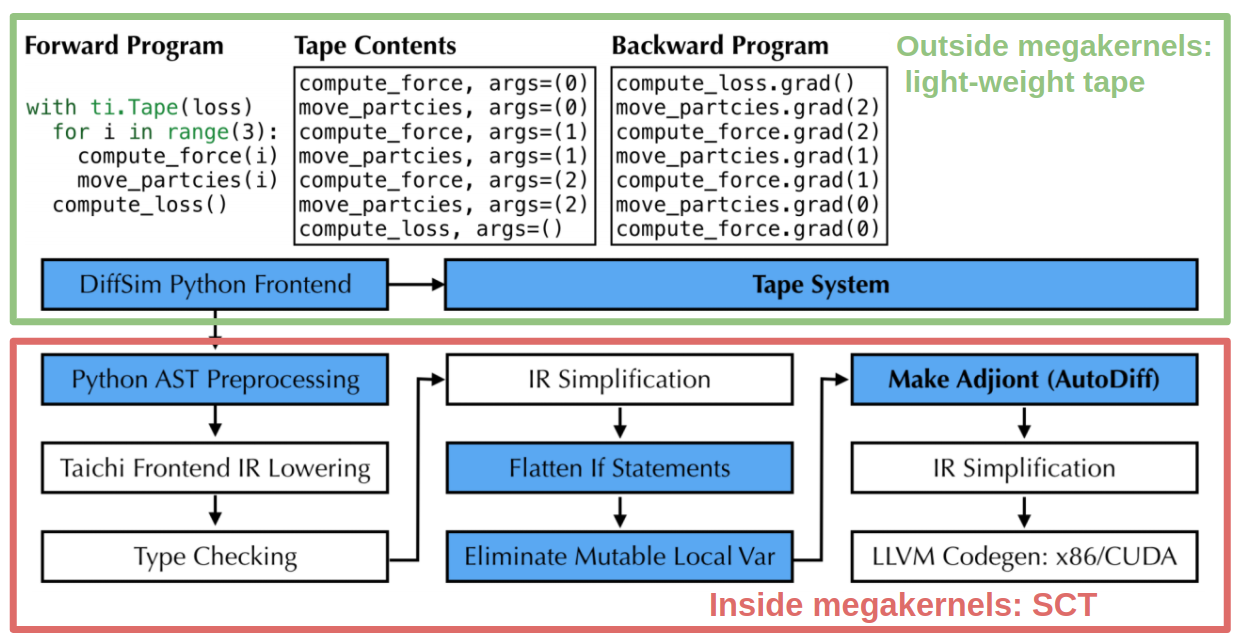 Forward Program
with ti.Tape(loss)
for i in range(3):
compute_force(i)
move_partcies(i)
compute_loss()
Tape Contents
compute_force, args=(0)
move_partcies, args=(0)
compute_force, args=(1)
move_partcies, args=(1)
compute_force, args=(2)
move_partcies, args=(2)
compute_loss, args=()
Backward Program
compute_loss.grad()
move_partcies.grad(2)
compute_force.grad(2)
move_partcies.grad(1)
compute_force.grad(1)
move_partcies.grad(0)
compute_force.grad(0)
Outside megakernels:
light-weight tape
DiffSim Python Frontend
Tape System
Python AST Preprocessing
Taichi Frontend IR Lowering
Type Checking
IR Simplification
Flatten If Statements
Eliminate Mutable Local Var
Make Adjiont (AutoDiff)
IR Simplification
LLVM Codegen: x86/CUDA
Inside megakernels: SCT